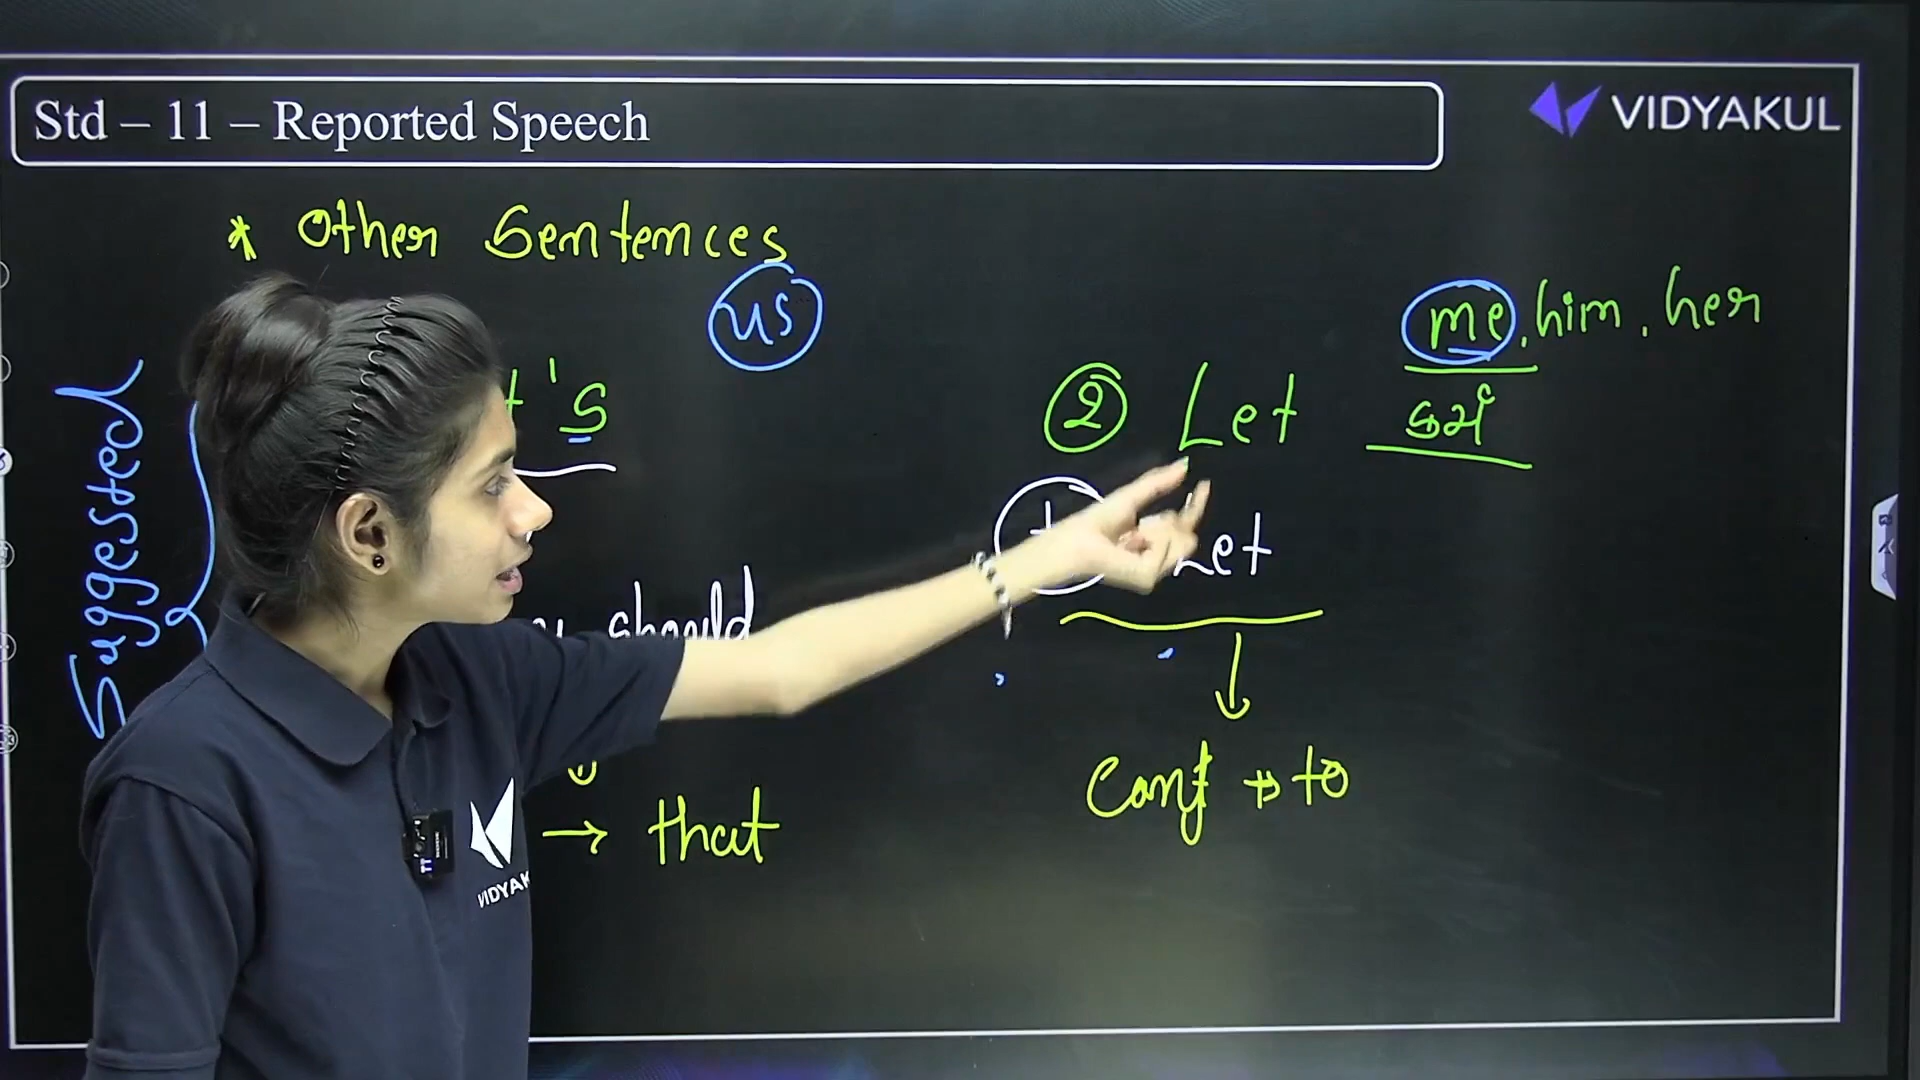 Std – 11 – Reported Speech
VIDYAKUL
* Other Sentences
us
me, him, her
't's
② Let
કર્મ
Suggested
Let
should
Conj → to
→ that
VIDYAK